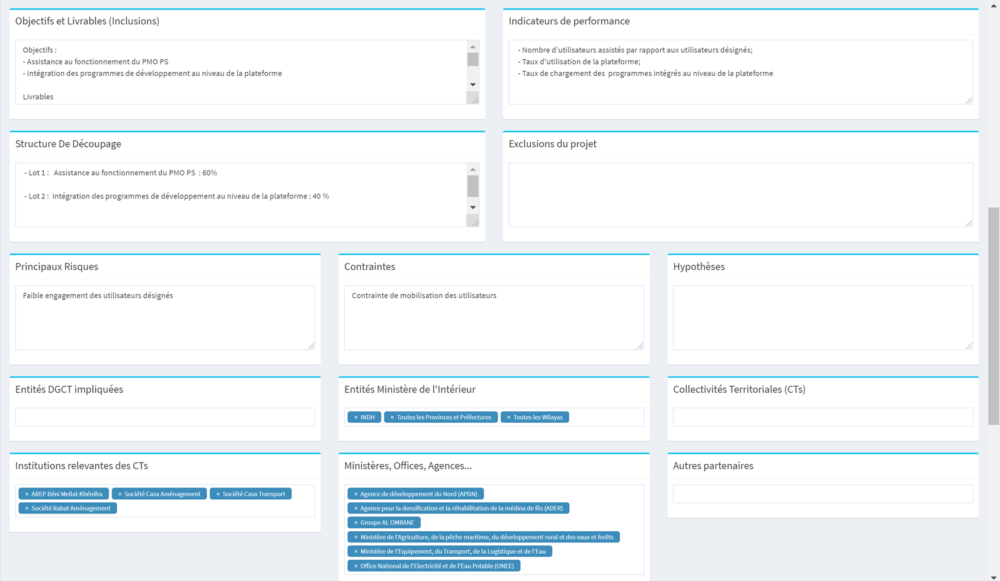 Objectifs et Livrables (Inclusions)
Objectifs :
- Assistance au fonctionnement du PMO PS
- Intégration des programmes de développement au niveau de la plateforme
Livrables
Indicateurs de performance
- Nombre d'utilisateurs assistés par rapport aux utilisateurs désignés;
- Taux d'utilisation de la plateforme;
- Taux de chargement des programmes intégrés au niveau de la plateforme
Structure De Découpage
- Lot 1 : Assistance au fonctionnement du PMO PS : 60%
- Lot 2 : Intégration des programmes de développement au niveau de la plateforme : 40 %
Exclusions du projet
Principaux Risques
Faible engagement des utilisateurs désignés
Contraintes
Contrainte de mobilisation des utilisateurs
Hypothèses
Entités DGCT impliquées
Entités Ministère de l'Intérieur
× INDH × Toutes les Provinces et Préfectures × Toutes les Wilayas
Collectivités Territoriales (CTs)
Institutions relevantes des CTs
× AREP Béni Mellal-Khénifra × Société Casa Aménagement × Société Casa Transport
× Société Rabat Aménagement
Ministères, Offices, Agences...
× Agence de développement du Nord (APDN)
× Agence pour la densification et la réhabilitation de la médina de fès (ADER)
× Groupe AL OMRANE
× Ministère de l'Agriculture, de la pêche maritime, du développement rural et des eaux et forêts
× Ministère de l'Equipement, du Transport, de la Logistique et de l'Eau
× Office National de l'Electricité et de l'Eau Potable (ONEE)
Autres partenaires